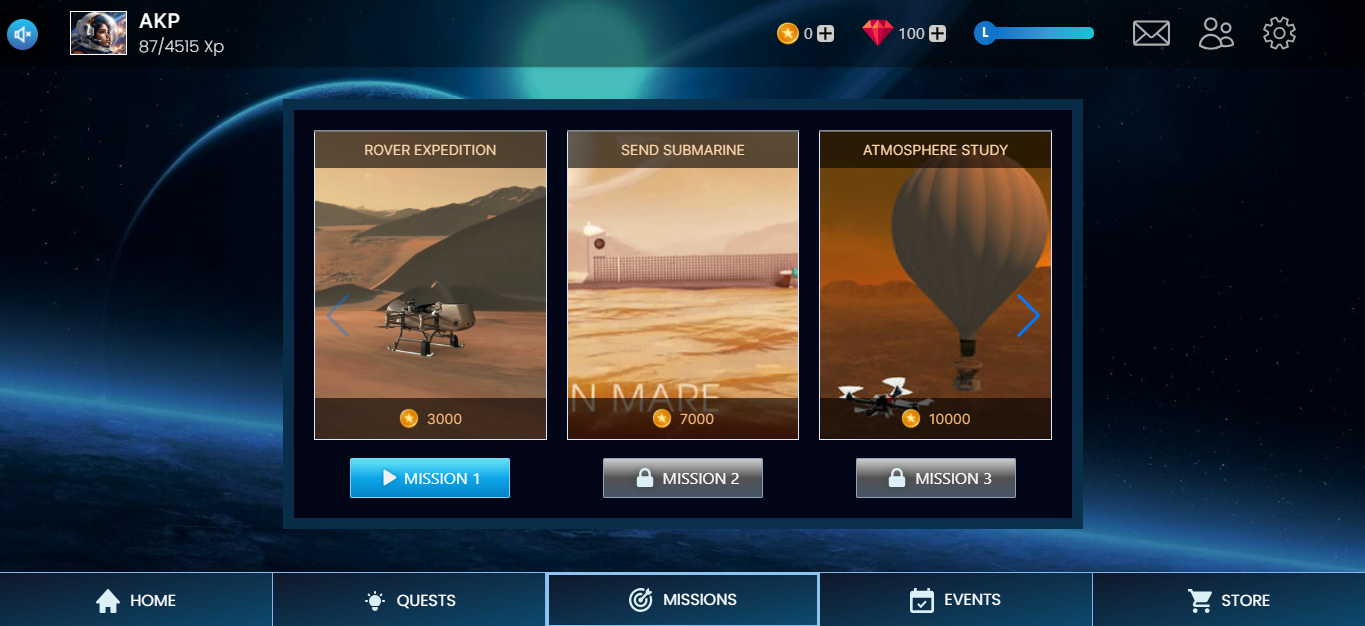 AKP
87/4515 Xp
0
100
L
ROVER EXPEDITION
SEND SUBMARINE
ATMOSPHERE STUDY
N MARE
3000
7000
10000
MISSION 1
MISSION 2
MISSION 3
HOME
QUESTS
MISSIONS
EVENTS
STORE